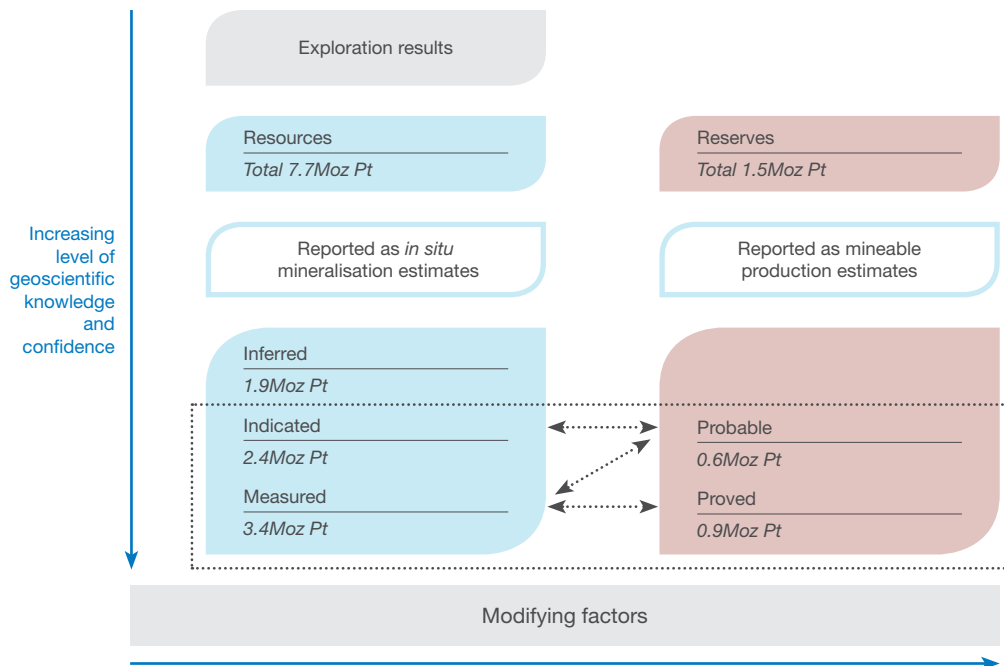 Exploration results
Resources
Total 7.7Moz Pt
Reserves
Total 1.5Moz Pt
Increasing
level of
geoscientific
knowledge
and
confidence
Reported as in situ
mineralisation estimates
Reported as mineable
production estimates
Inferred
1.9Moz Pt
Indicated
2.4Moz Pt
Measured
3.4Moz Pt
Probable
0.6Moz Pt
Proved
0.9Moz Pt
Modifying factors